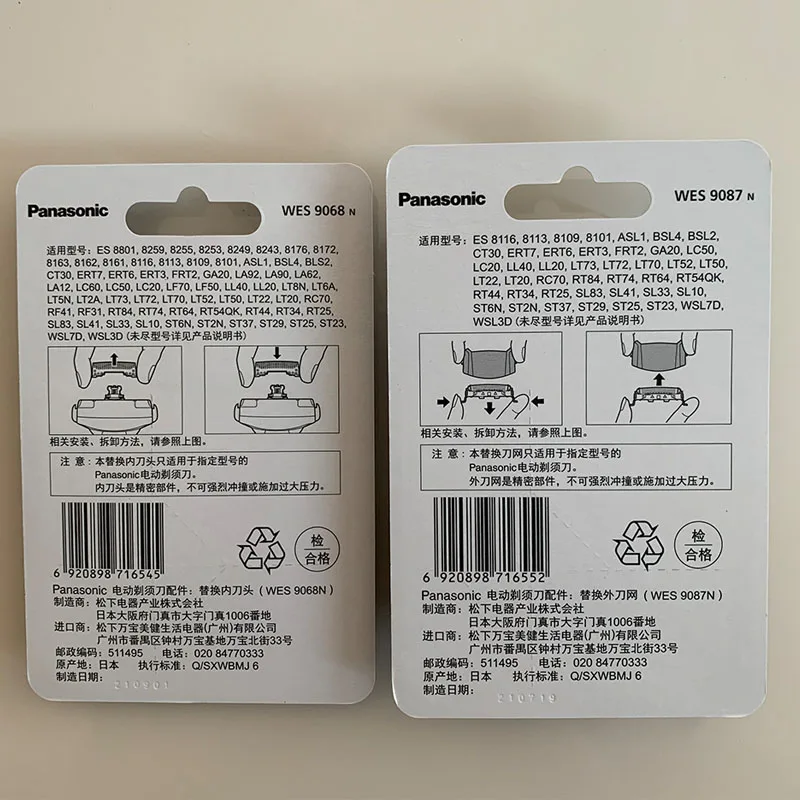 Panasonic
WES 9068 N
适用型号：ES 8801, 8259, 8255, 8253, 8249, 8243, 8176, 8172,
8163, 8162, 8161, 8116, 8113, 8109, 8101, ASL1, BSL4, BLS2,
CT30, ERT7, ERT6, ERT3, FRT2, GA20, LA92, LA90, LA62,
LA12, LC60, LC50, LC20, LF70, LF50, LL40, LL20, LT8N, LT6A,
LT5N, LT2A, LT73, LT72, LT70, LT52, LT50, LT22, LT20, RC70,
RF41, RF31, RT84, RT74, RT64, RT54QK, RT44, RT34, RT25,
SL83, SL41, SL33, SL10, ST6N, ST2N, ST37, ST29, ST25, ST23,
WSL7D, WSL3D (未尽型号详见产品说明书)
相关安装、拆卸方法，请参照上图。
注 意：本替换内刀头只适用于指定型号的
Panasonic电动剃须刀。
内刀头是精密部件，不可强烈冲撞或施加过大压力。
6 920898 716545
检
合格
Panasonic 电动剃须刀配件：替换内刀头（WES 9068N）
制造商：松下电器产业株式会社
日本大阪府门真市大字门真1006番地
进口商：松下万宝美健生活电器(广州)有限公司
广州市番禺区钟村万宝基地万宝北街33号
邮政编码：511495 电话：020 84770333
原产地：日本 执行标准：Q/SXWBMJ 6
制造日期：
210901
Panasonic
WES 9087 N
适用型号：ES 8116, 8113, 8109, 8101, ASL1, BSL4, BSL2,
CT30, ERT7, ERT6, ERT3, FRT2, GA20, LC50,
LC20, LL40, LL20, LT73, LT72, LT70, LT52, LT50,
LT22, LT20, RC70, RT84, RT74, RT64, RT54QK,
RT44, RT34, RT25, SL83, SL41, SL33, SL10,
ST6N, ST2N, ST37, ST29, ST25, ST23, WSL7D,
WSL3D (未尽型号详见产品说明书)
相关安装、拆卸方法，请参照上图。
注 意：本替换刀网只适用于指定型号的
Panasonic电动剃须刀。
外刀网是精密部件，不可强烈冲撞或施加过大压力。
6 920898 716552
检
合格
Panasonic 电动剃须刀配件：替换外刀网（WES 9087N）
制造商：松下电器产业株式会社
日本大阪府门真市大字门真1006番地
进口商：松下万宝美健生活电器(广州)有限公司
广州市番禺区钟村万宝基地万宝北街33号
邮政编码：511495 电话：020 84770333
原产地：日本 执行标准：Q/SXWBMJ 6
制造日期：
210719